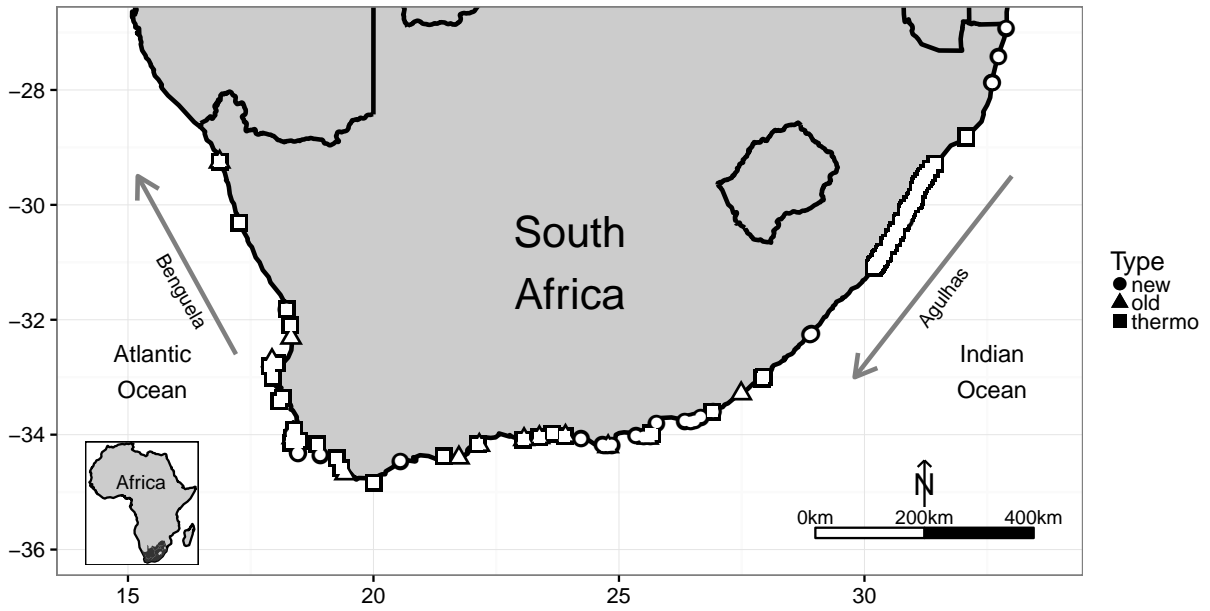 −28
−30
−32
−34
−36
15
20
25
30
South
Africa
Benguela
Agulhas
Atlantic
Ocean
Indian
Ocean
Africa
N
0km 200km 400km
Type
new
old
thermo